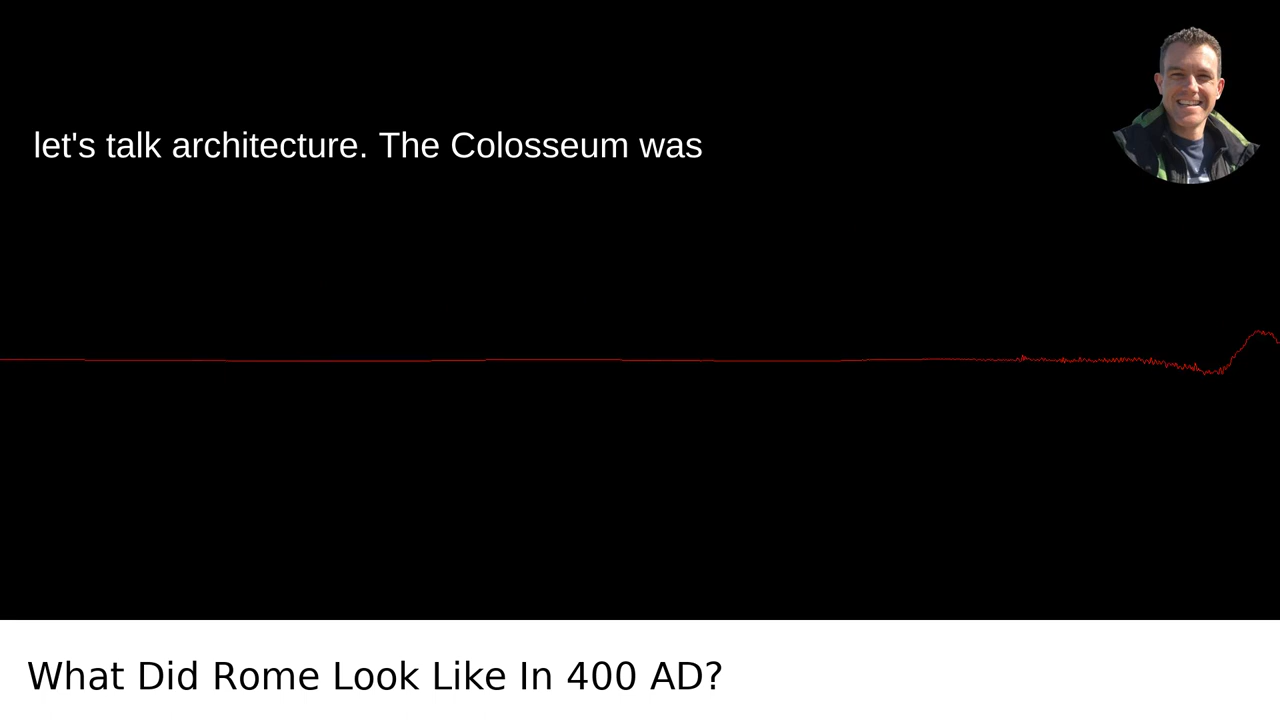 let's talk architecture. The Colosseum was
What Did Rome Look Like In 400 AD?